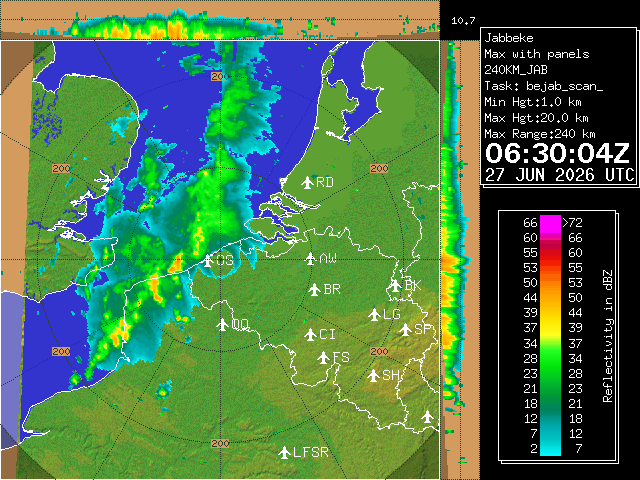 10.7
Jabbeke
Max with panels
240KM_JAB
Task: bejab_scan_
Min Hgt:1.0 km
Max Hgt:20.0 km
Max Range:240 km
06:30:04Z
27 JUN 2026 UTC
200
200
200
RD
OS
AW
BR
BK
LG
SP
QO
CI
FS
SH
200
200
200
LFSR
66 >72
60 66
55 60
53 55
50 53
44 50
39 44
37 39
34 37
28 34
24 28
21 24
23 21
18 23
12 18
7 12
2 7
Reflectivity in dBZ